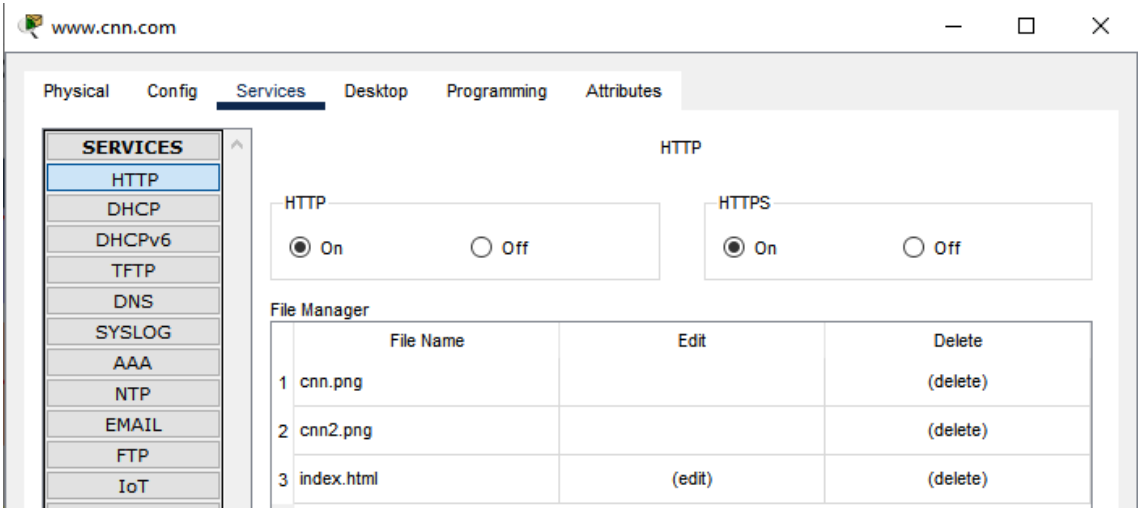 www.cnn.com
Physical Config Services Desktop Programming Attributes
SERVICES
HTTP
DHCP
DHCPv6
TFTP
DNS
SYSLOG
AAA
NTP
EMAIL
FTP
IoT
HTTP
HTTP
On Off
HTTPS
On Off
File Manager
File Name Edit Delete
1 cnn.png (delete)
2 cnn2.png (delete)
3 index.html (edit) (delete)